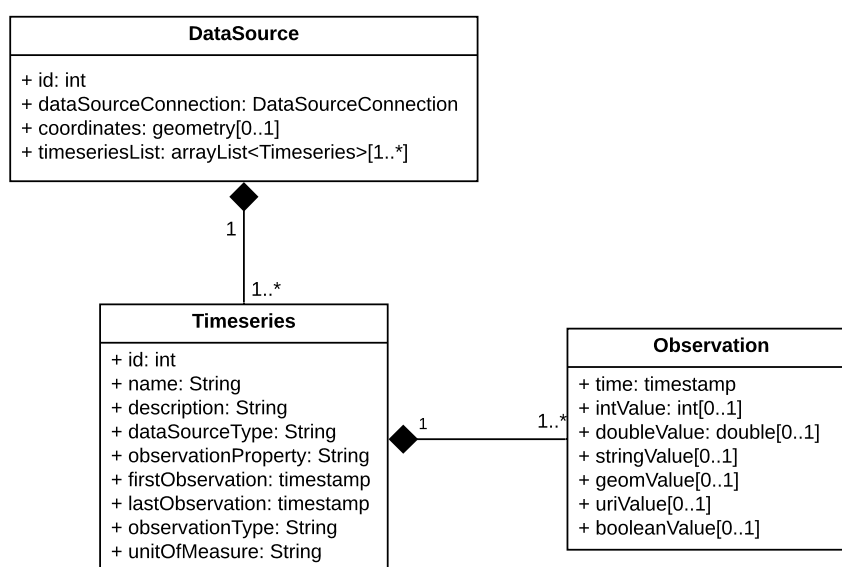 DataSource
+ id: int
+ dataSourceConnection: DataSourceConnection
+ coordinates: geometry[0..1]
+ timeseriesList: arrayList<Timeseries>[1..*]
1
1..*
Timeseries
+ id: int
+ name: String
+ description: String
+ dataSourceType: String
+ observationProperty: String
+ firstObservation: timestamp
+ lastObservation: timestamp
+ observationType: String
+ unitOfMeasure: String
1
1..*
Observation
+ time: timestamp
+ intValue: int[0..1]
+ doubleValue: double[0..1]
+ stringValue[0..1]
+ geomValue[0..1]
+ uriValue[0..1]
+ booleanValue[0..1]